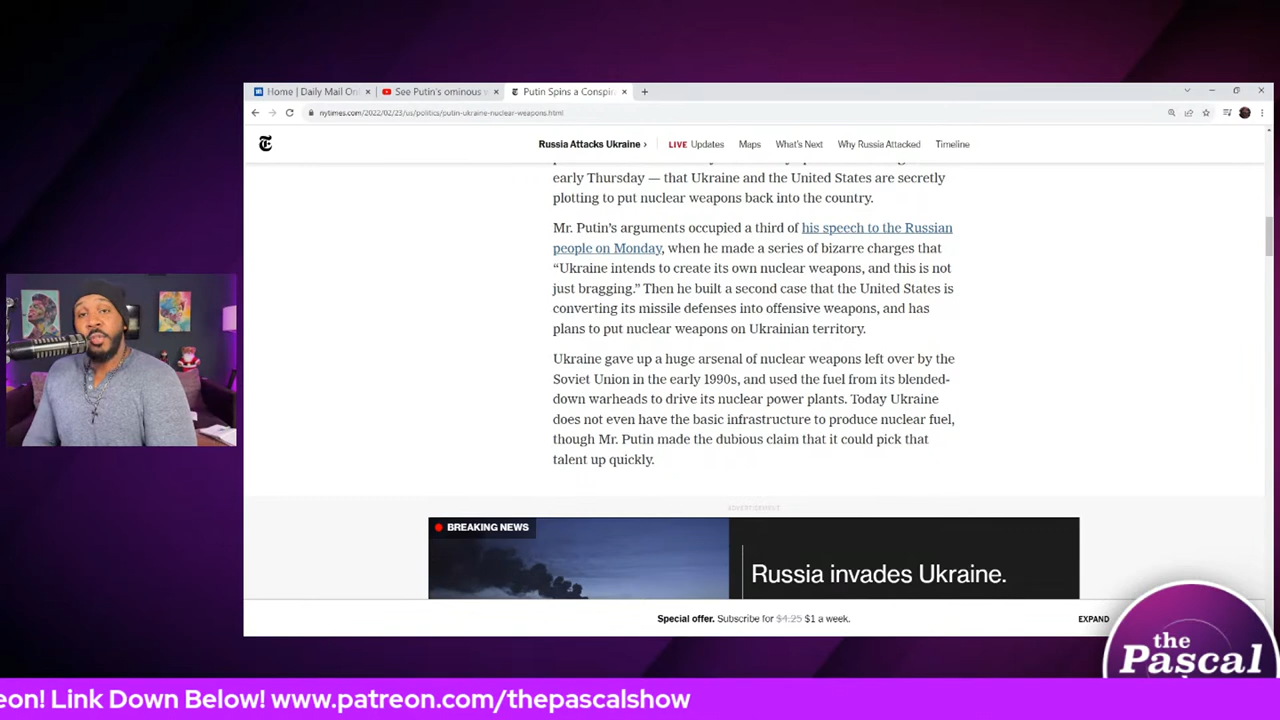 Home | Daily Mail Onl
See Putin's ominous w
Putin Spins a Conspir
nytimes.com/2022/02/23/us/politics/putin-ukraine-nuclear-weapons.html
Russia Attacks Ukraine ›
LIVE Updates
Maps
What's Next
Why Russia Attacked
Timeline
early Thursday — that Ukraine and the United States are secretly
plotting to put nuclear weapons back into the country.
Mr. Putin's arguments occupied a third of his speech to the Russian
people on Monday, when he made a series of bizarre charges that
“Ukraine intends to create its own nuclear weapons, and this is not
just bragging.” Then he built a second case that the United States is
converting its missile defenses into offensive weapons, and has
plans to put nuclear weapons on Ukrainian territory.
Ukraine gave up a huge arsenal of nuclear weapons left over by the
Soviet Union in the early 1990s, and used the fuel from its blended-
down warheads to drive its nuclear power plants. Today Ukraine
does not even have the basic infrastructure to produce nuclear fuel,
though Mr. Putin made the dubious claim that it could pick that
talent up quickly.
ADVERTISEMENT
BREAKING NEWS
Russia invades Ukraine.
Special offer. Subscribe for $4.25 $1 a week.
EXPAND
the
Pascal
eon! Link Down Below! www.patreon.com/thepascalshow